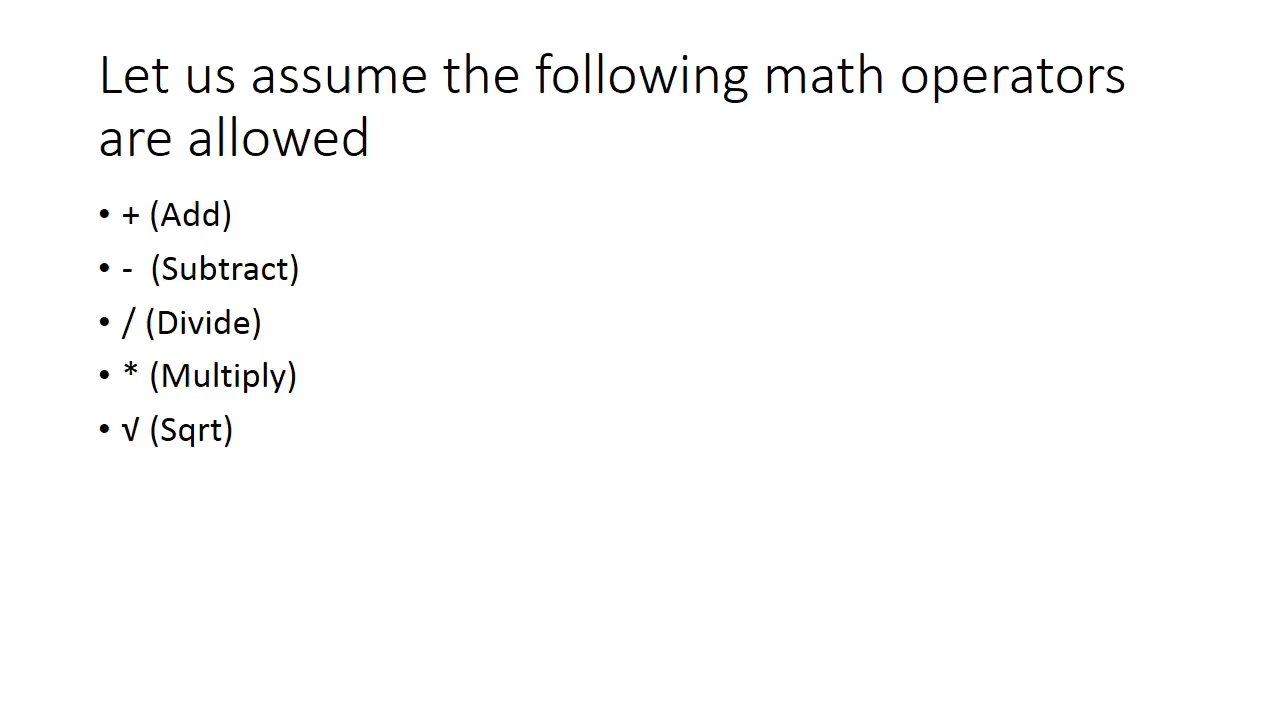 Let us assume the following math operators
are allowed
• + (Add)
• -  (Subtract)
• / (Divide)
• * (Multiply)
• √ (Sqrt)